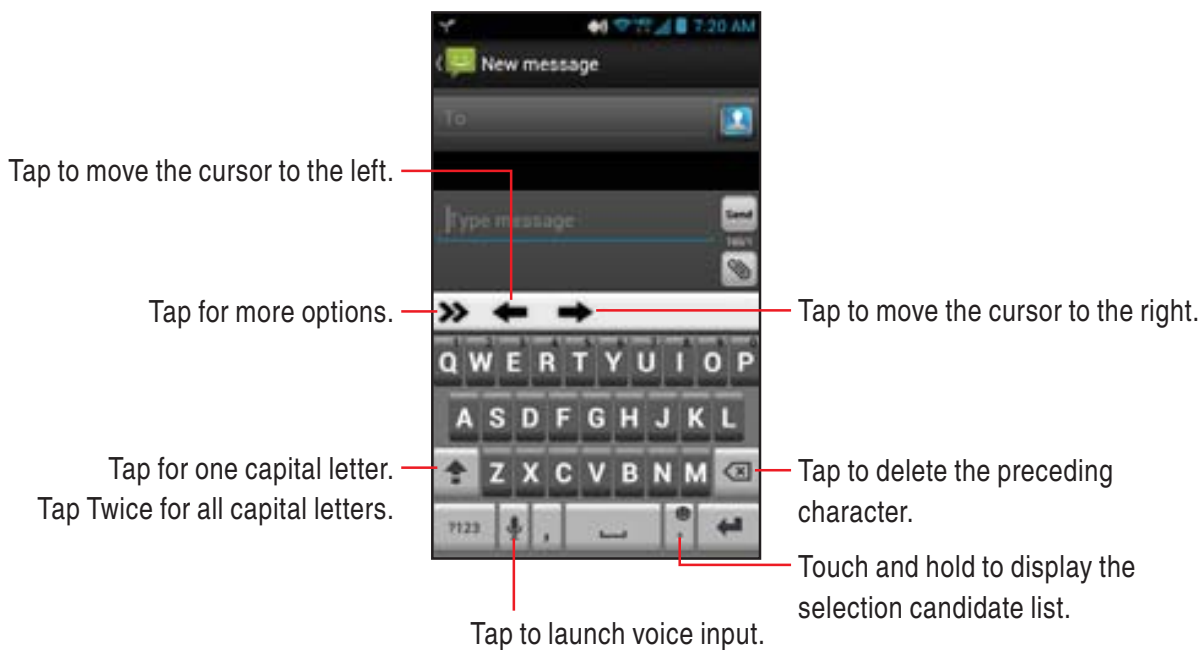 7:20 AM
New message
To
Tap to move the cursor to the left.
Type message
Send
Tap for more options.
Tap to move the cursor to the right.
Q W E R T Y U I O P
A S D F G H J K L
Tap for one capital letter.
Tap Twice for all capital letters.
Z X C V B N M
Tap to delete the preceding
character.
?123 , .
Touch and hold to display the
selection candidate list.
Tap to launch voice input.